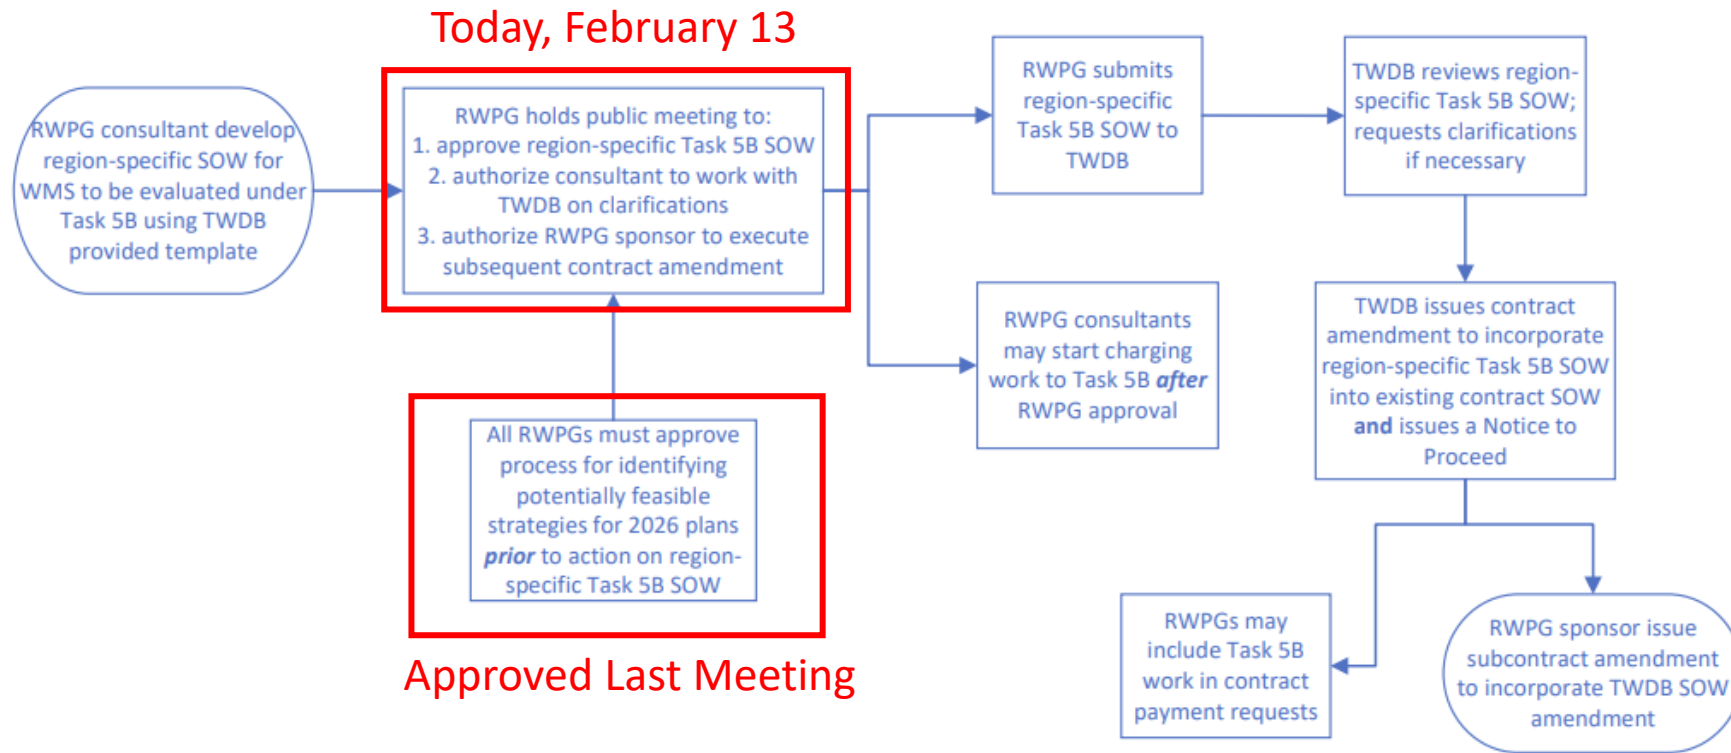 Today, February 13
RWPG consultant develop
region-specific SOW for
WMS to be evaluated under
Task 5B using TWDB
provided template
RWPG holds public meeting to:
1. approve region-specific Task 5B SOW
2. authorize consultant to work with
TWDB on clarifications
3. authorize RWPG sponsor to execute
subsequent contract amendment
All RWPGs must approve
process for identifying
potentially feasible
strategies for 2026 plans
prior to action on region-
specific Task 5B SOW
Approved Last Meeting
RWPG submits
region-specific
Task 5B SOW to
TWDB
RWPG consultants
may start charging
work to Task 5B after
RWPG approval
TWDB reviews region-
specific Task 5B SOW;
requests clarifications
if necessary
TWDB issues contract
amendment to incorporate
region-specific Task 5B SOW
into existing contract SOW
and issues a Notice to
Proceed
RWPGs may
include Task 5B
work in contract
payment requests
RWPG sponsor issue
subcontract amendment
to incorporate TWDB SOW
amendment